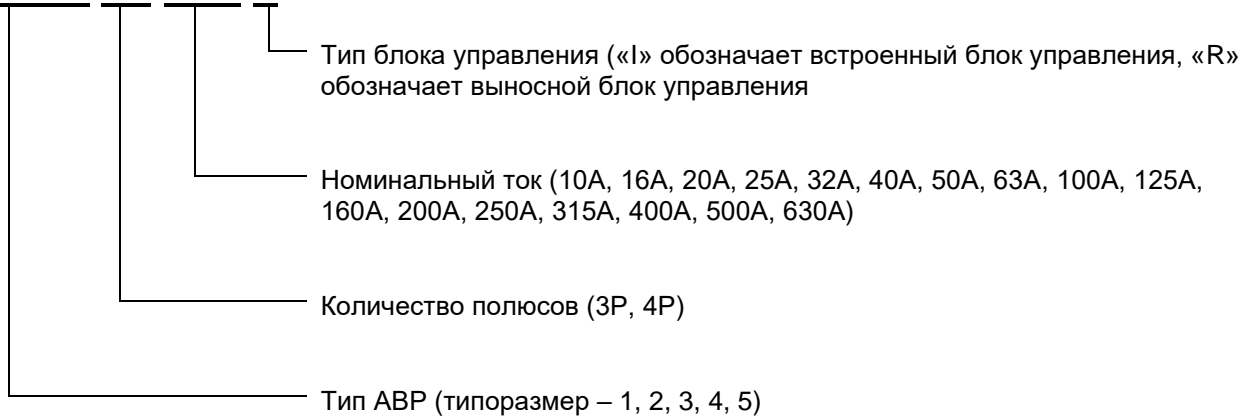 Тип блока управления («I» обозначает встроенный блок управления, «R»
обозначает выносной блок управления
Номинальный ток (10А, 16А, 20А, 25А, 32А, 40А, 50А, 63А, 100А, 125А,
160А, 200А, 250А, 315А, 400А, 500А, 630А)
Количество полюсов (3Р, 4Р)
Тип АВР (типоразмер – 1, 2, 3, 4, 5)